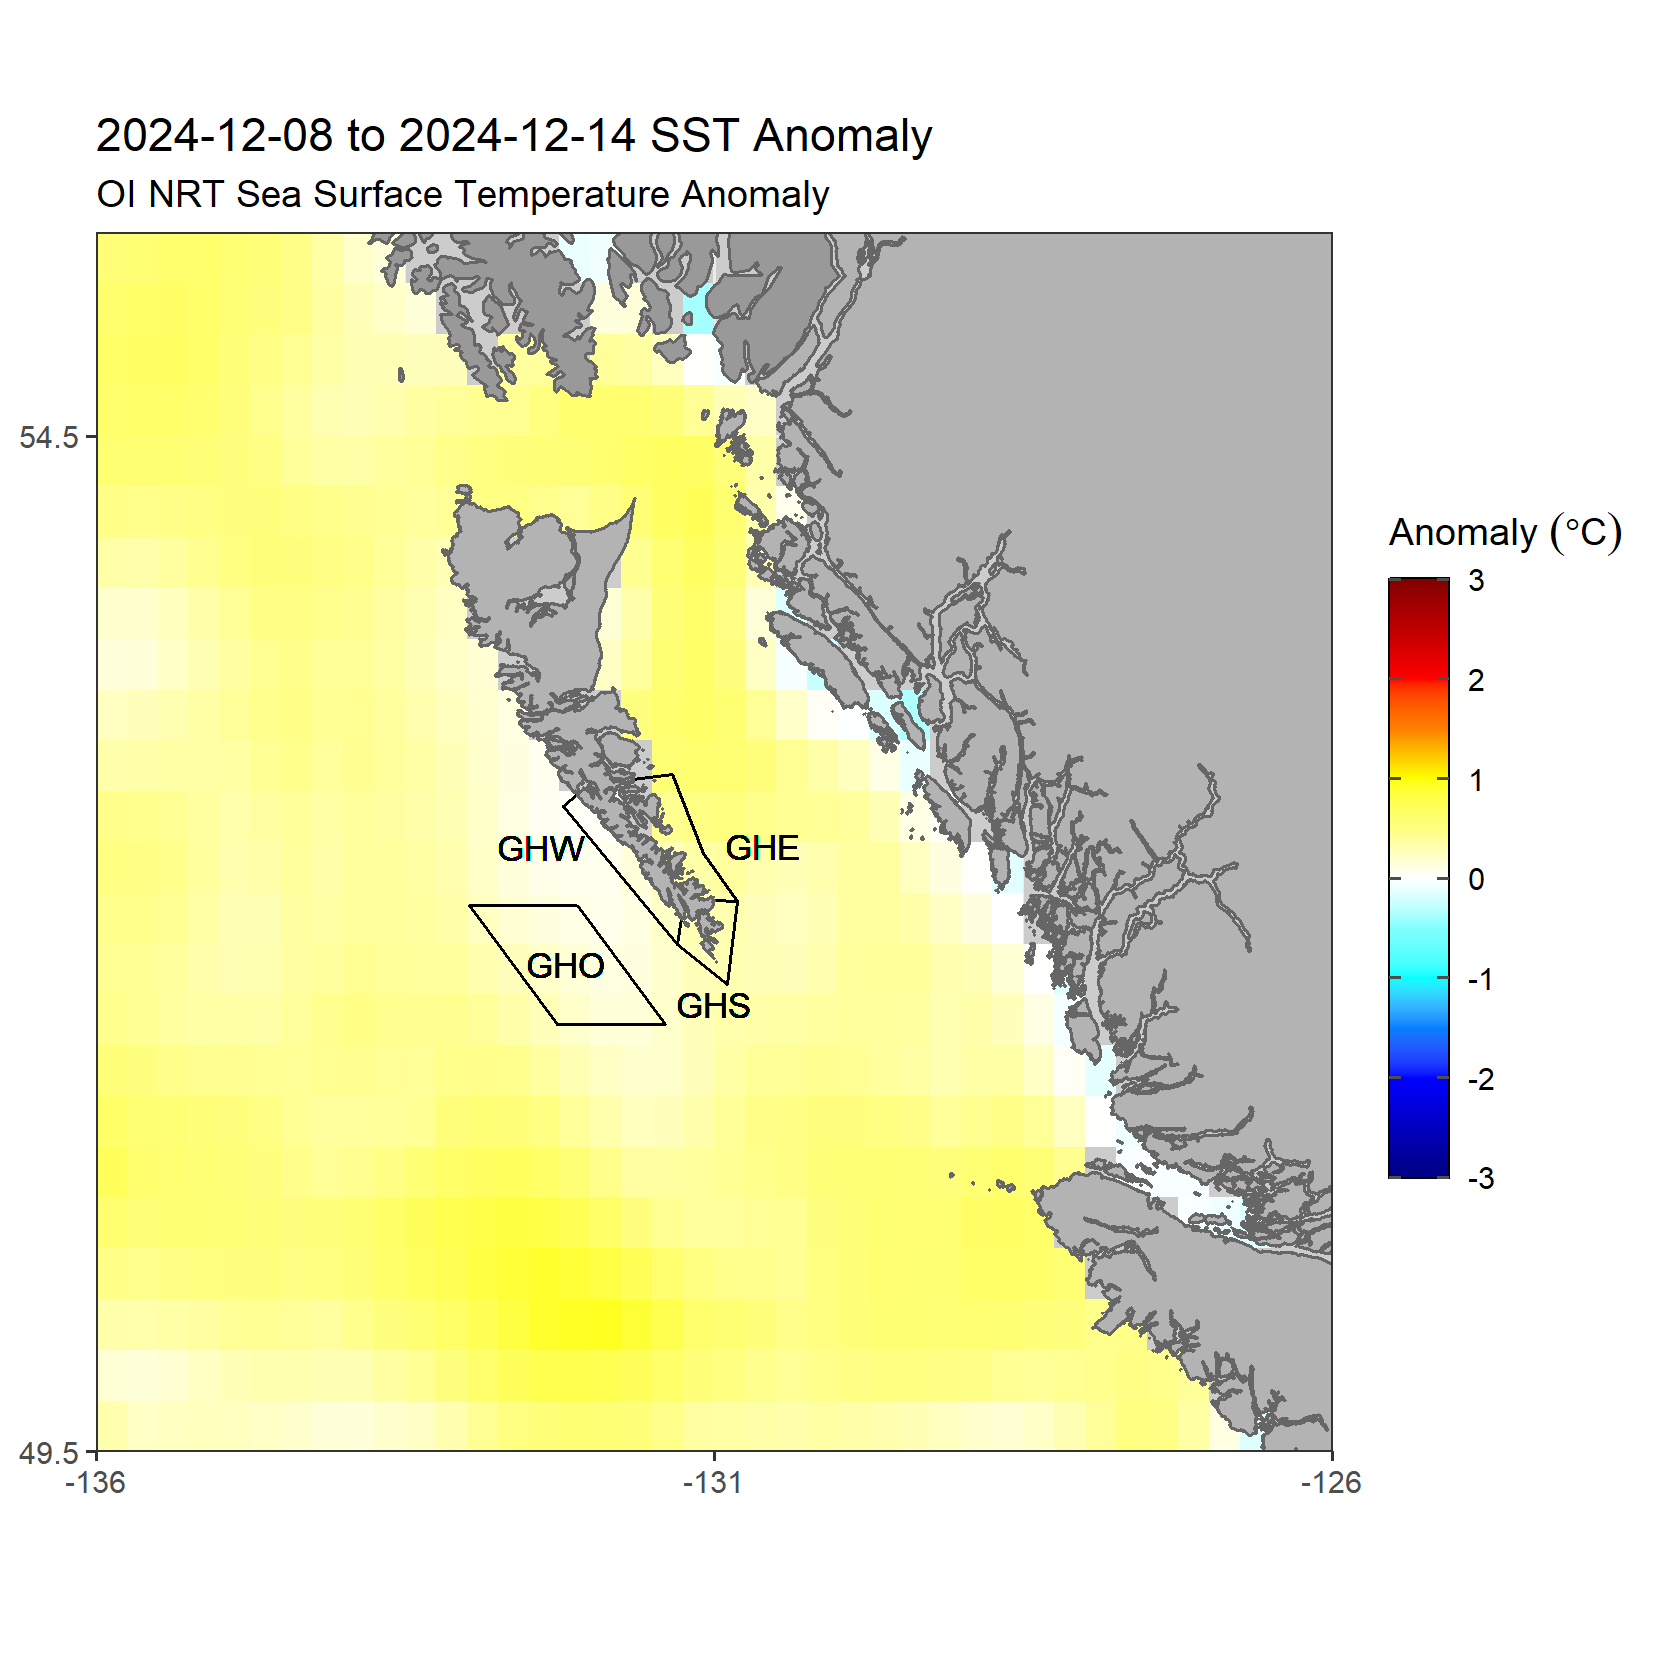 2024-12-08 to 2024-12-14 SST Anomaly
OI NRT Sea Surface Temperature Anomaly
54.5
49.5
-136
-131
-126
GHW
GHE
GHO
GHS
Anomaly (°C)
3
2
1
0
-1
-2
-3